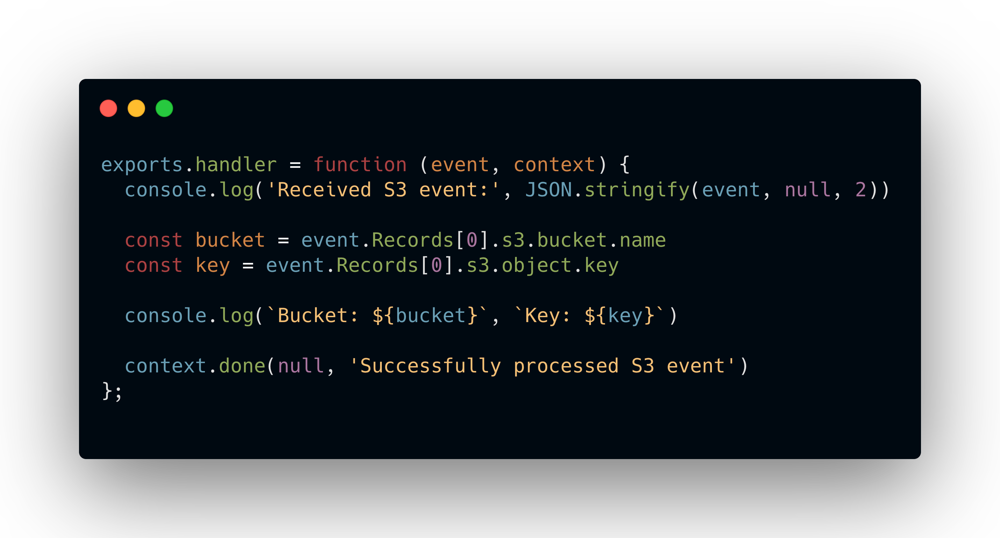 exports.handler = function (event, context) {
  console.log('Received S3 event:', JSON.stringify(event, null, 2))
  const bucket = event.Records[0].s3.bucket.name
  const key = event.Records[0].s3.object.key
  console.log(`Bucket: ${bucket}`, `Key: ${key}`)
  context.done(null, 'Successfully processed S3 event')
};